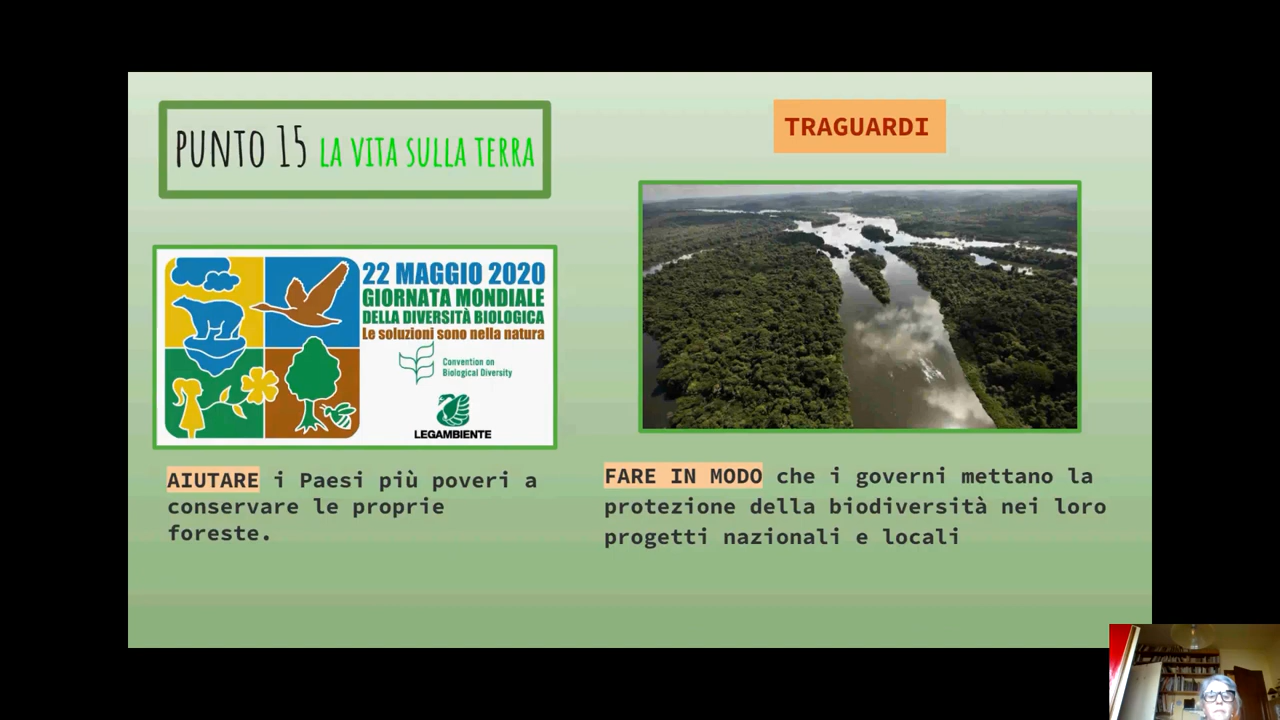 PUNTO 15 LA VITA SULLA TERRA
TRAGUARDI
22 MAGGIO 2020
GIORNATA MONDIALE
DELLA DIVERSITÀ BIOLOGICA
Le soluzioni sono nella natura
Convention on
Biological Diversity
LEGAMBIENTE
AIUTARE i Paesi più poveri a
conservare le proprie
foreste.
FARE IN MODO che i governi mettano la
protezione della biodiversità nei loro
progetti nazionali e locali